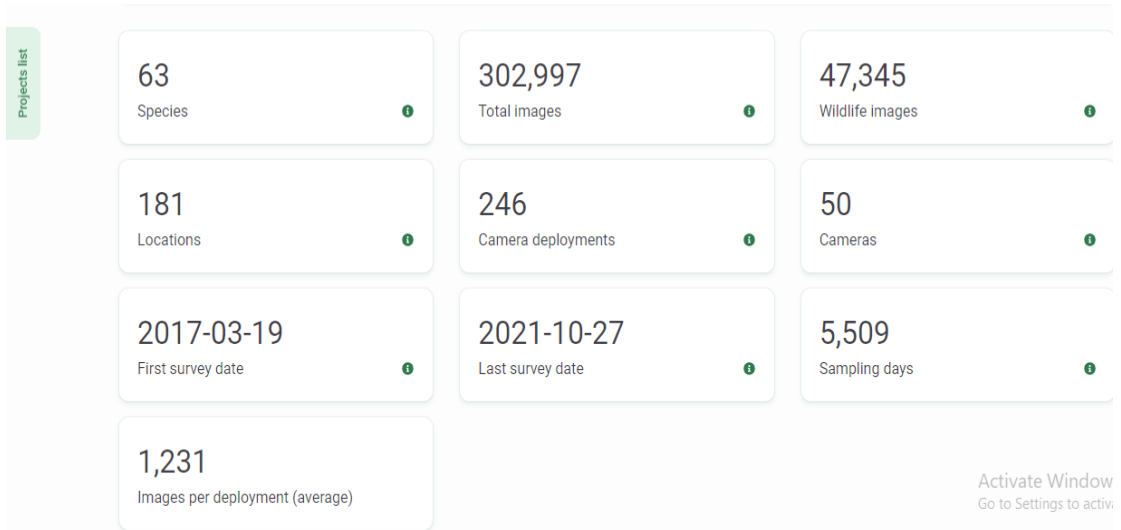 Projects list
63
Species
302,997
Total images
47,345
Wildlife images
181
Locations
246
Camera deployments
50
Cameras
2017-03-19
First survey date
2021-10-27
Last survey date
5,509
Sampling days
1,231
Images per deployment (average)
Activate Window
Go to Settings to activa